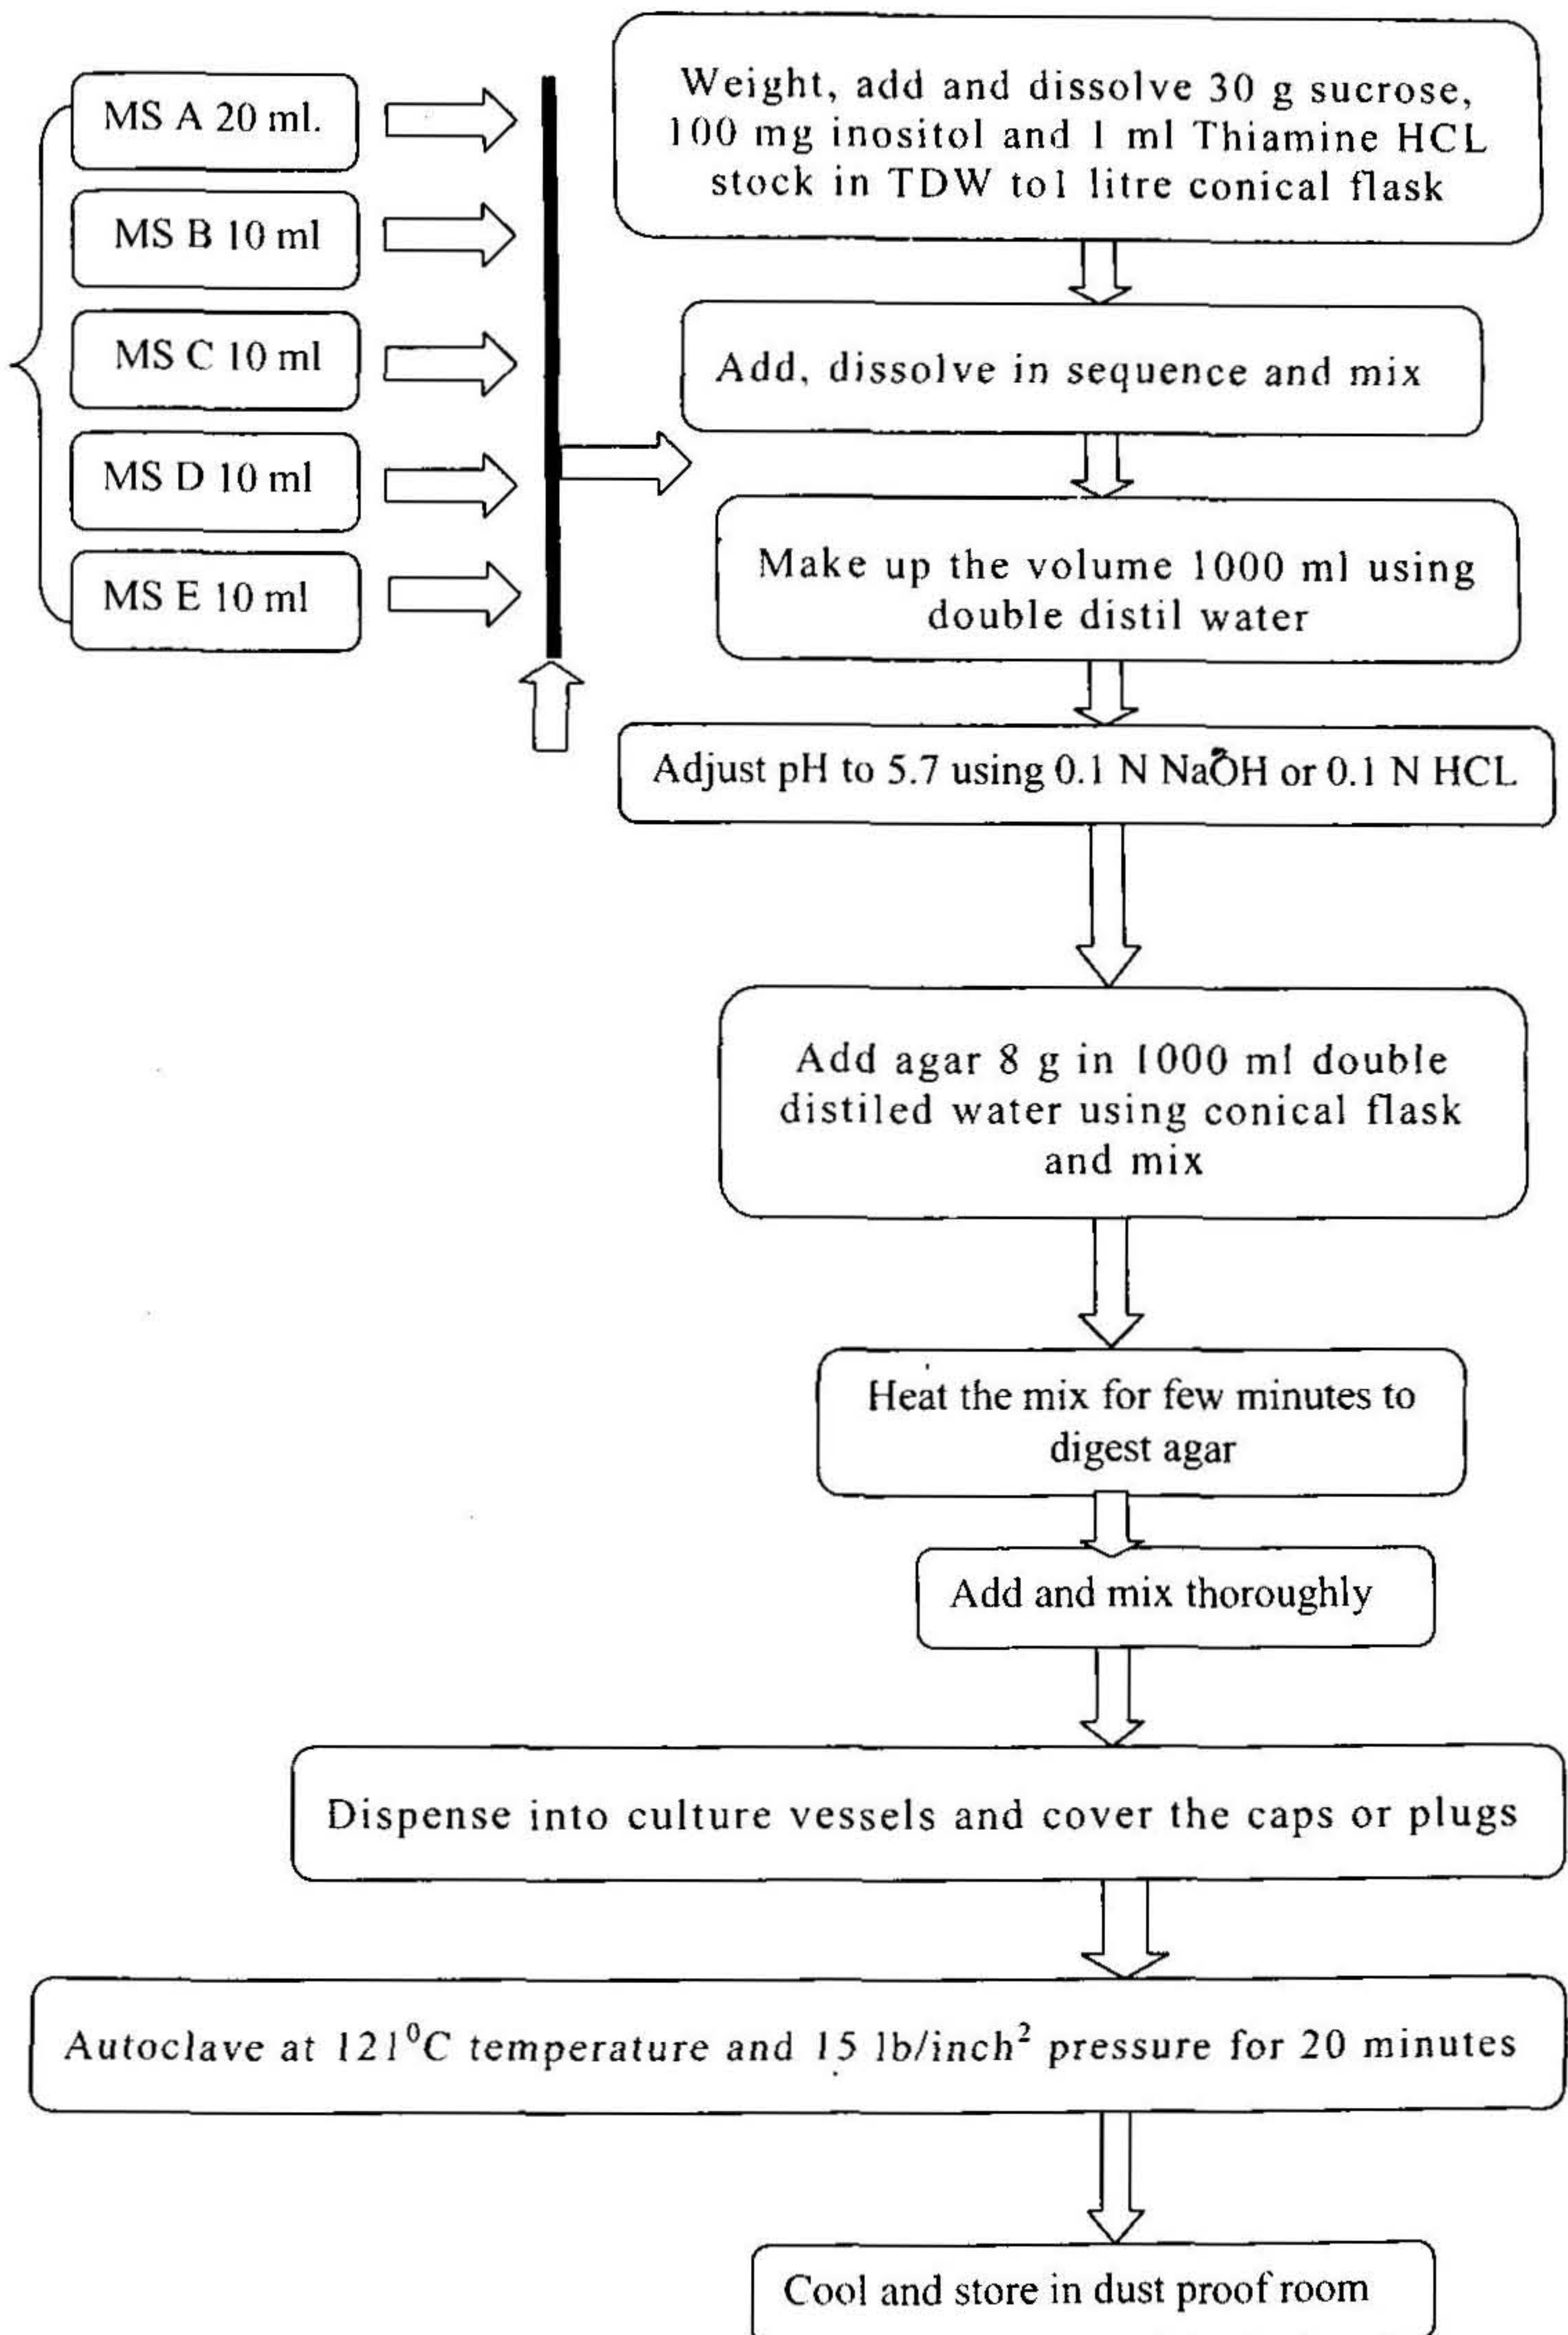 MS A 20 ml.
MS B 10 ml
MS C 10 ml
MS D 10 ml
MS E 10 ml
Weight, add and dissolve 30 g sucrose,
100 mg inositol and 1 ml Thiamine HCL
stock in TDW to1 litre conical flask
Add, dissolve in sequence and mix
Make up the volume 1000 ml using
double distil water
Adjust pH to 5.7 using 0.1 N NaOH or 0.1 N HCL
Add agar 8 g in 1000 ml double
distiled water using conical flask
and mix
Heat the mix for few minutes to
digest agar
Add and mix thoroughly
Dispense into culture vessels and cover the caps or plugs
Autoclave at 121⁰C temperature and 15 lb/inch² pressure for 20 minutes
Cool and store in dust proof room